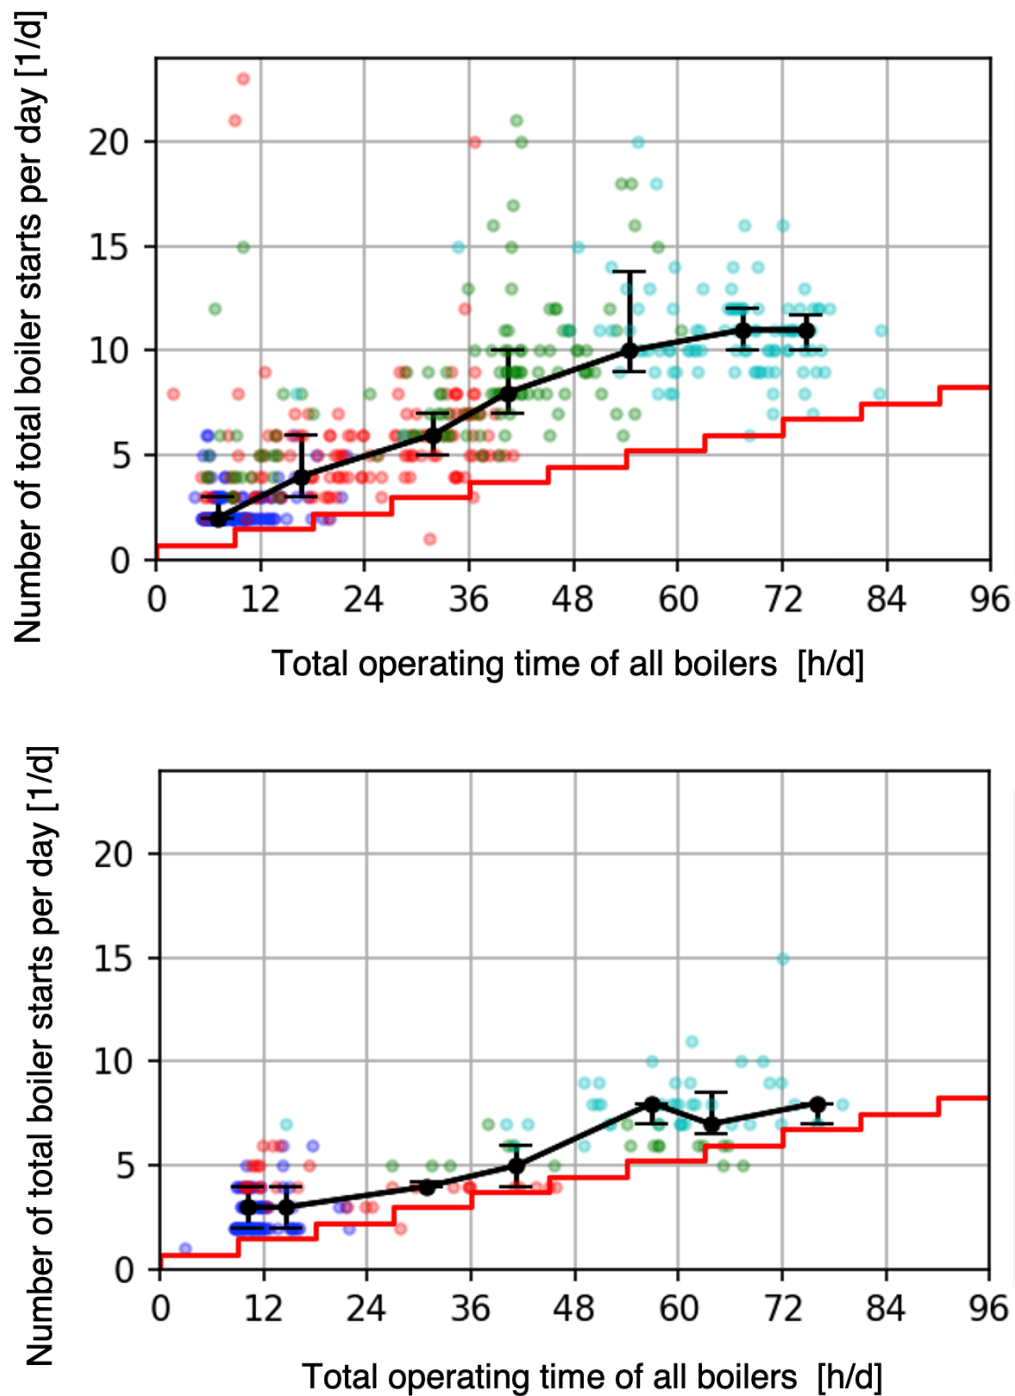 Number of total boiler starts per day [1/d]
20
15
10
5
0
0 12 24 36 48 60 72 84 96
Total operating time of all boilers [h/d]
Number of total boiler starts per day [1/d]
20
15
10
5
0
0 12 24 36 48 60 72 84 96
Total operating time of all boilers [h/d]